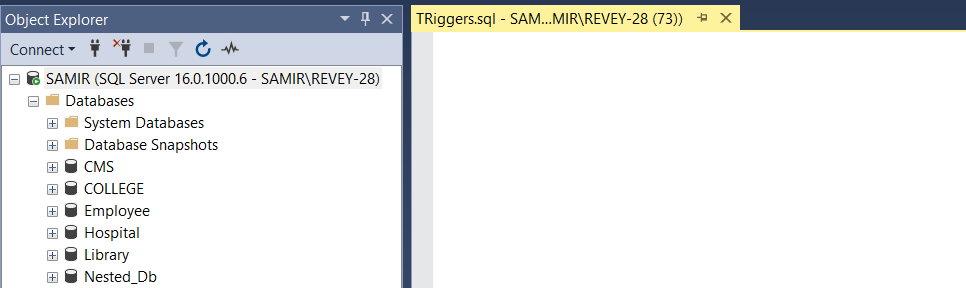 Object Explorer
Connect
SAMIR (SQL Server 16.0.1000.6 - SAMIR\REVEY-28)
Databases
System Databases
Database Snapshots
CMS
COLLEGE
Employee
Hospital
Library
Nested_Db
TRiggers.sql - SAM...MIR\REVEY-28 (73))